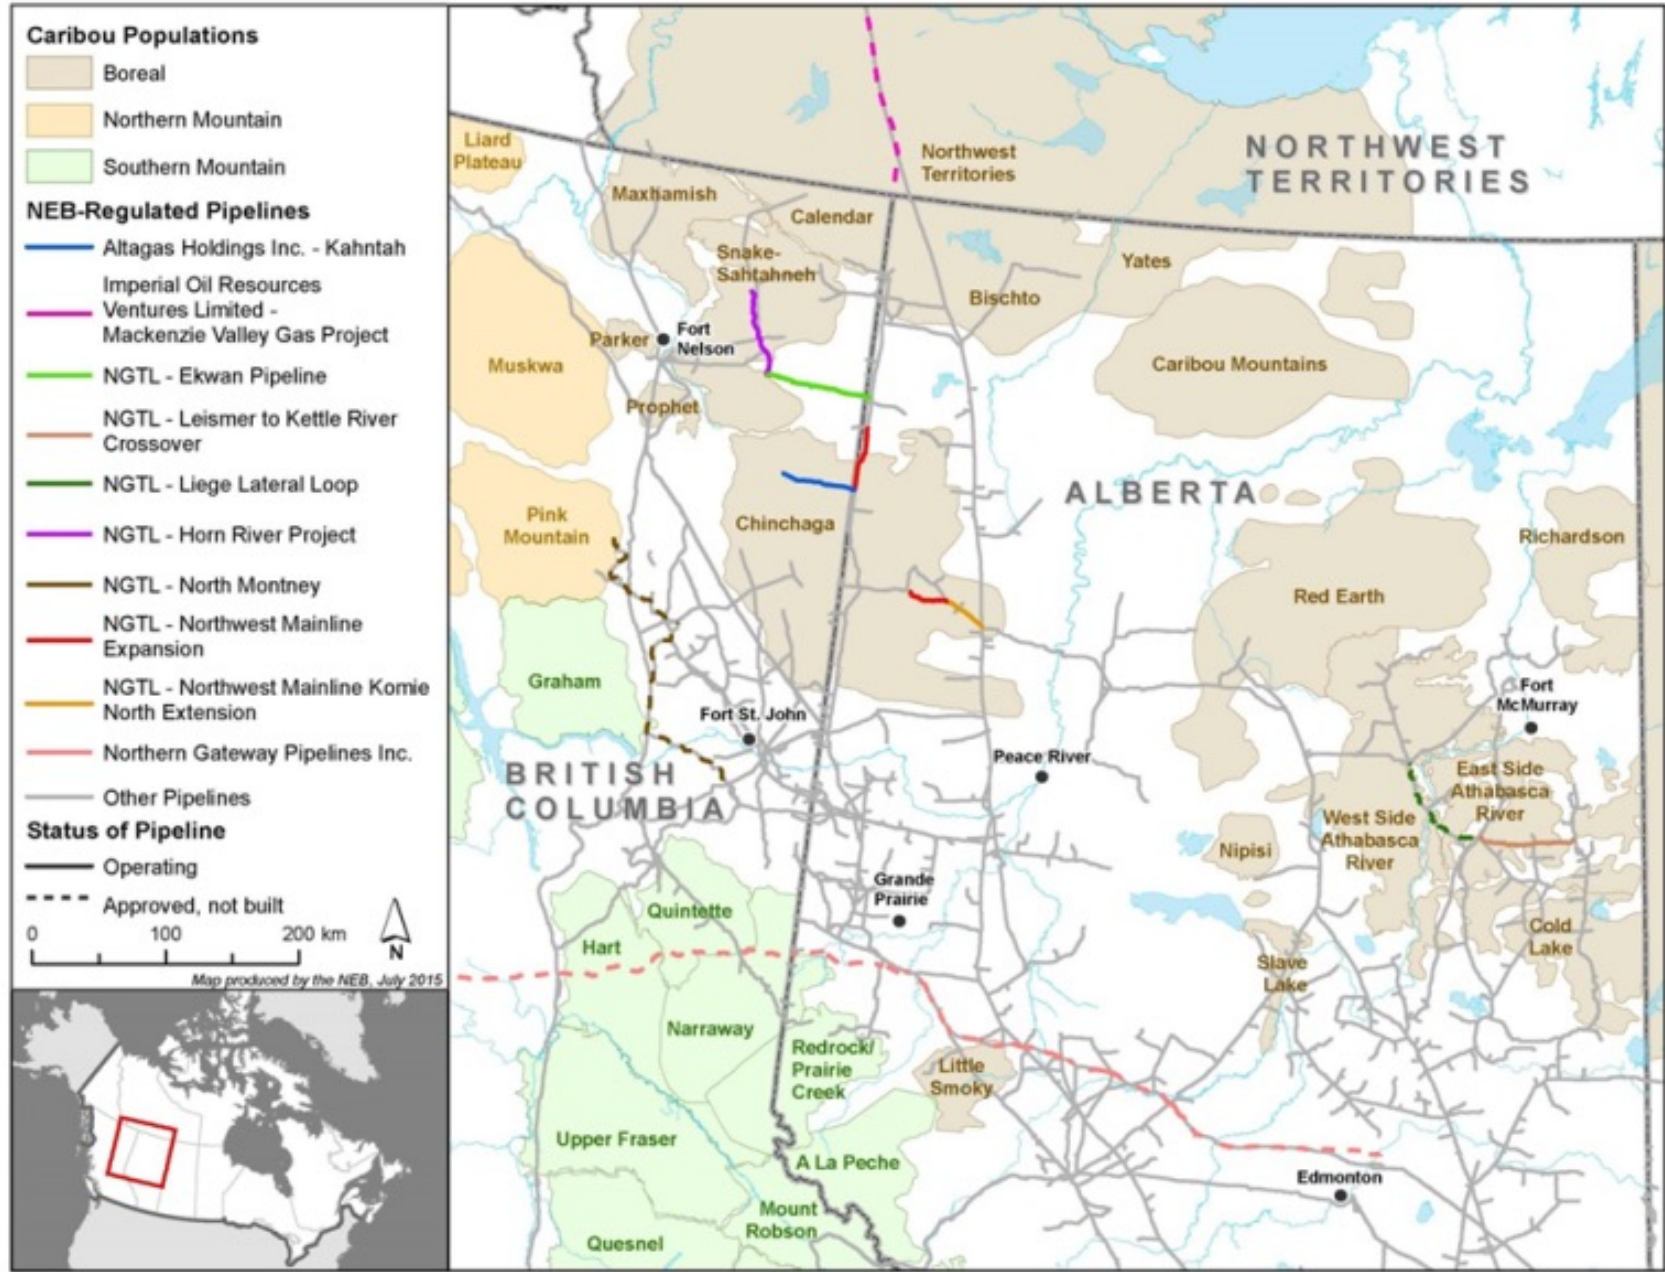 Caribou Populations
Boreal
Northern Mountain
Southern Mountain
NEB-Regulated Pipelines
Altagas Holdings Inc. - Kahntah
Imperial Oil Resources
Ventures Limited -
Mackenzie Valley Gas Project
NGTL - Ekwan Pipeline
NGTL - Leismer to Kettle River
Crossover
NGTL - Liege Lateral Loop
NGTL - Horn River Project
NGTL - North Montney
NGTL - Northwest Mainline
Expansion
NGTL - Northwest Mainline Komie
North Extension
Northern Gateway Pipelines Inc.
Other Pipelines
Status of Pipeline
Operating
Approved, not built
0 100 200 km
N
Map produced by the NEB, July 2015
Liard
Plateau
Maxhamish
Calendar
Northwest
Territories
NORTHWEST
TERRITORIES
Snake-
Sahtahneh
Bischto
Yates
Parker
Fort
Nelson
Muskwa
Prophet
Caribou Mountains
ALBERTA
Pink
Mountain
Chinchaga
Richardson
Red Earth
Graham
Fort St. John
Peace River
Fort
McMurray
BRITISH
COLUMBIA
East Side
Athabasca
River
West Side
Athabasca
River
Nipisi
Grande
Prairie
Quintette
Hart
Cold
Lake
Slave
Lake
Narraway
Redrock/
Prairie
Creek
Little
Smoky
Upper Fraser
A La Peche
Edmonton
Mount
Robson
Quesnel